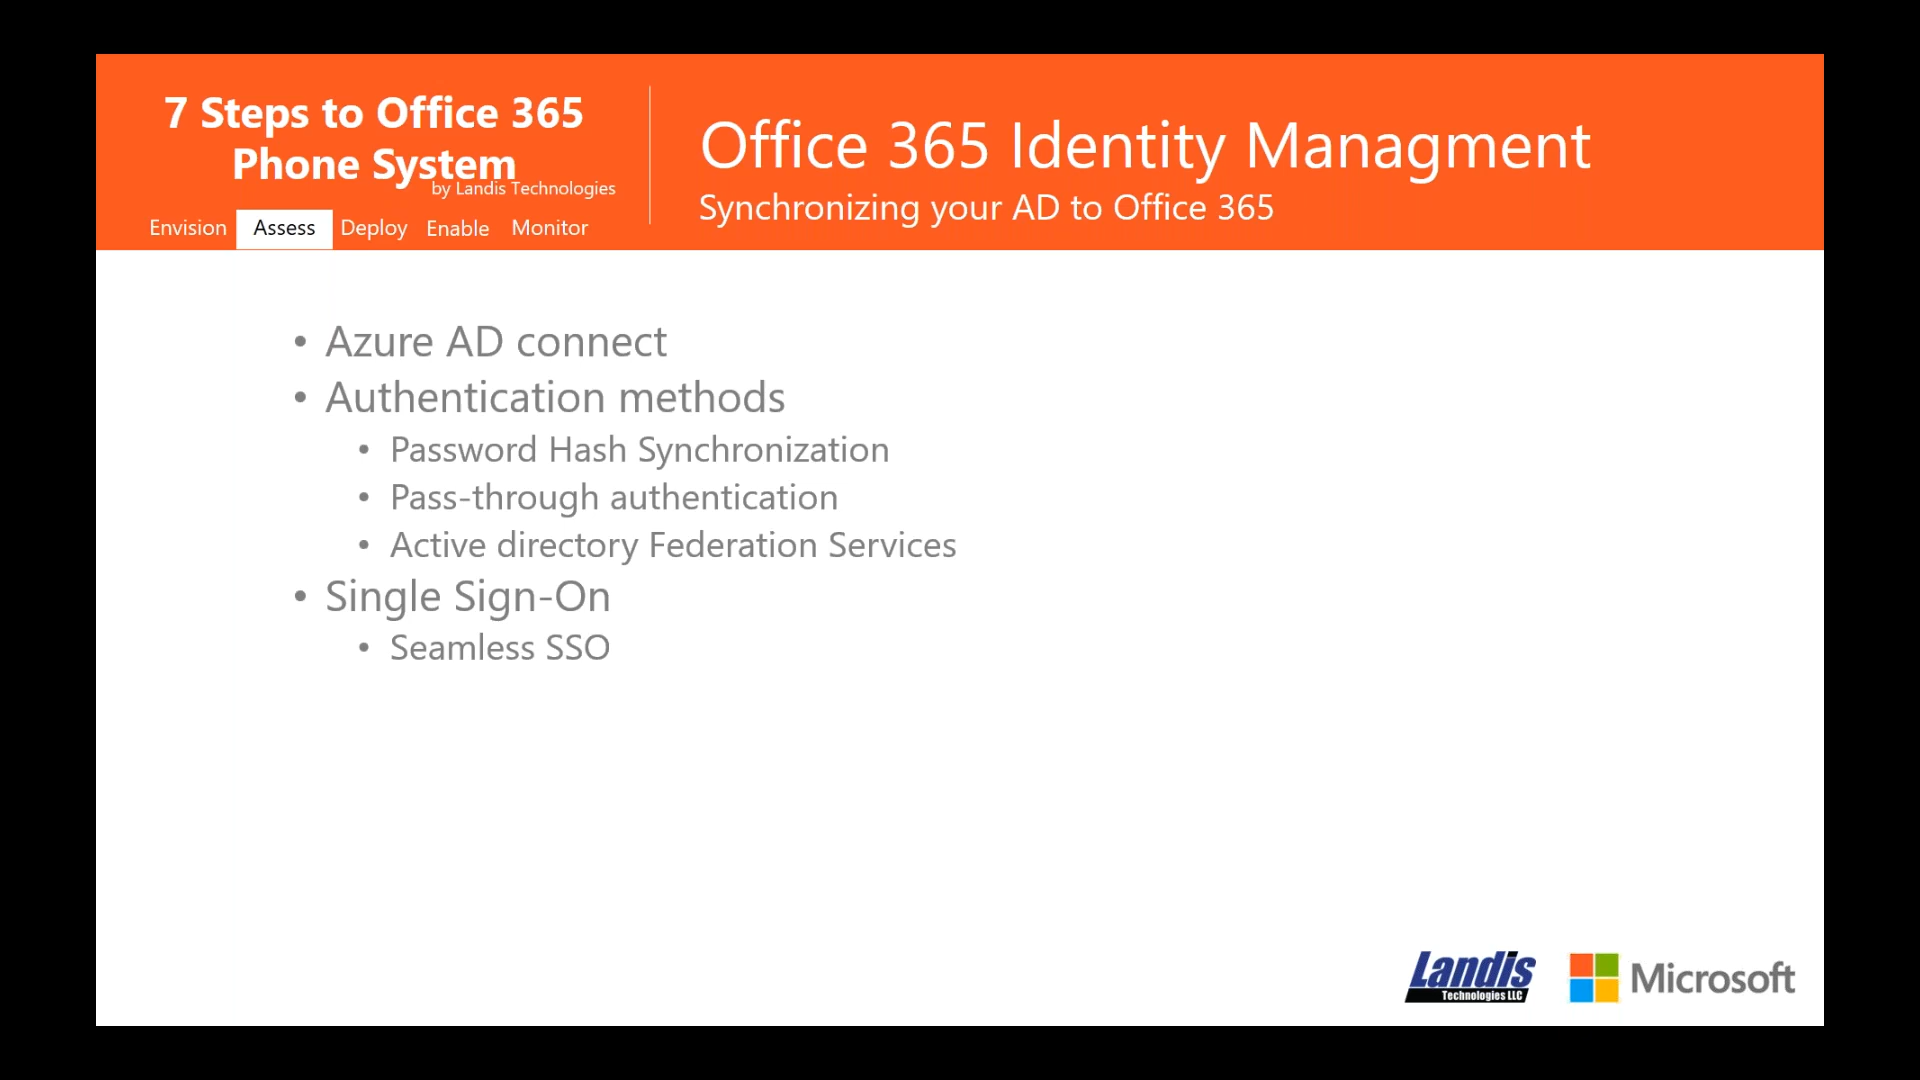 7 Steps to Office 365
Phone System
by Landis Technologies
Envision Assess Deploy Enable Monitor
Office 365 Identity Managment
Synchronizing your AD to Office 365
• Azure AD connect
• Authentication methods
• Password Hash Synchronization
• Pass-through authentication
• Active directory Federation Services
• Single Sign-On
• Seamless SSO
Landis
Technologies LLC
Microsoft